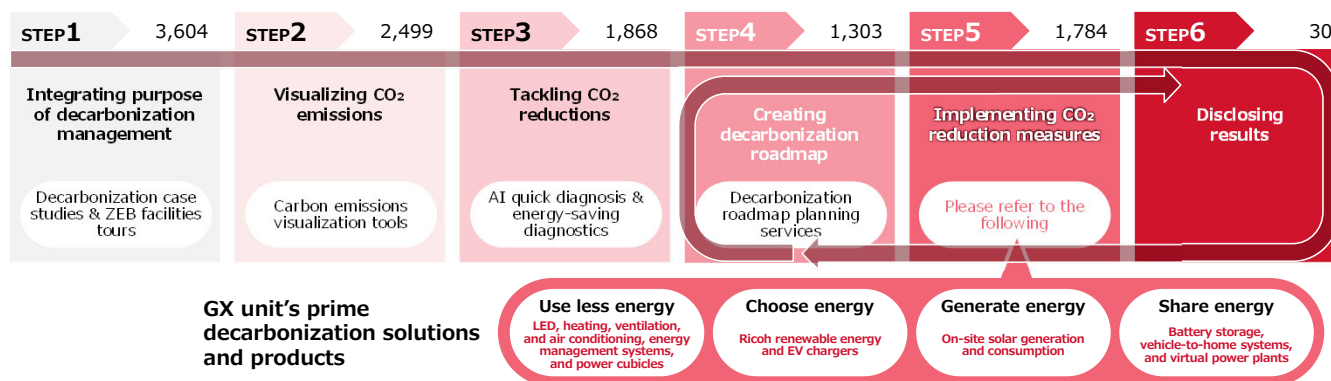 STEP1 3,604
STEP2 2,499
STEP3 1,868
STEP4 1,303
STEP5 1,784
STEP6 30
Integrating purpose
of decarbonization
management
Visualizing CO₂
emissions
Tackling CO₂
reductions
Creating
decarbonization
roadmap
Implementing CO₂
reduction measures
Disclosing
results
Decarbonization case
studies & ZEB facilities
tours
Carbon emissions
visualization tools
AI quick diagnosis &
energy-saving
diagnostics
Decarbonization
roadmap planning
services
Please refer to the
following
GX unit's prime
decarbonization solutions
and products
Use less energy
LED, heating, ventilation,
and air conditioning, energy
management systems,
and power cubicles
Choose energy
Ricoh renewable energy
and EV chargers
Generate energy
On-site solar generation
and consumption
Share energy
Battery storage,
vehicle-to-home systems,
and virtual power plants